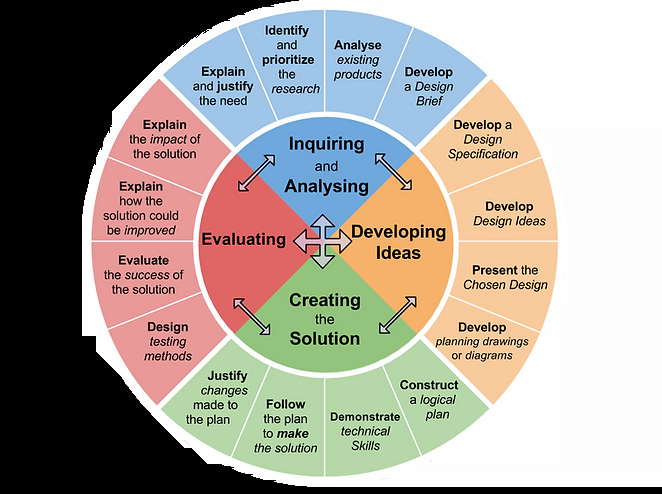 Explain
and justify
the need
Identify
and
prioritize
the
research
Analyse
existing
products
Develop
a Design
Brief
Develop a
Design
Specification
Develop
Design Ideas
Present the
Chosen Design
Develop
planning drawings
or diagrams
Construct
a logical
plan
Demonstrate
technical
Skills
Follow
the plan
to make
the solution
Justify
changes
made to
the plan
Design
testing
methods
Evaluate
the success of
the solution
Explain
how the
solution could
be improved
Explain
the impact of
the solution
Inquiring
and
Analysing
Developing
Ideas
Creating
the
Solution
Evaluating